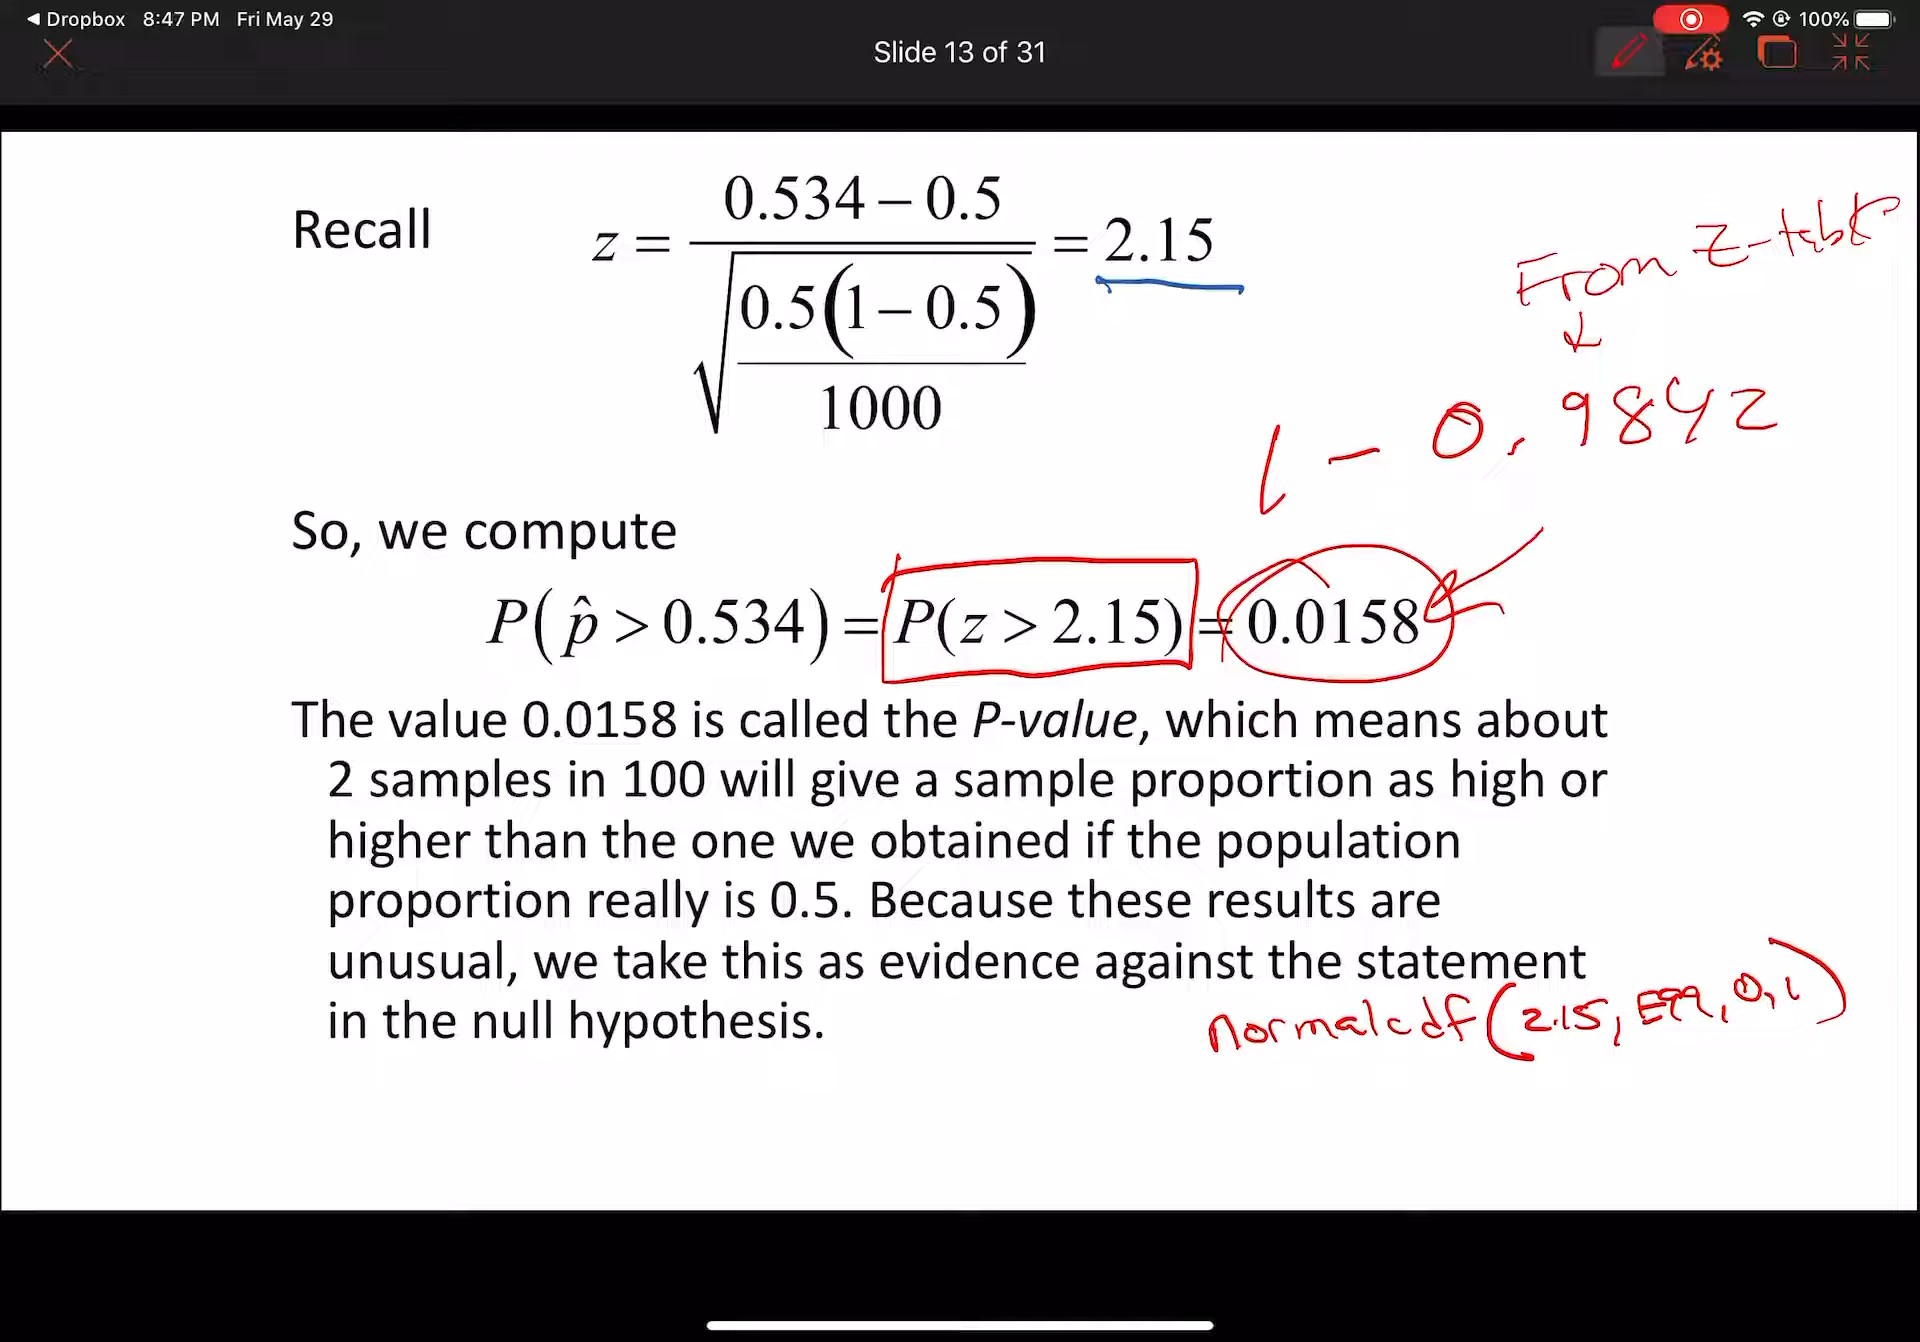 Dropbox 8:47 PM Fri May 29
100%
Slide 13 of 31
Recall z = (0.534 – 0.5) / √(0.5(1 – 0.5) / 1000) = 2.15
From z-table
1 – 0.9842
So, we compute
P(p̂ > 0.534) = P(z > 2.15) = 0.0158
The value 0.0158 is called the P-value, which means about
2 samples in 100 will give a sample proportion as high or
higher than the one we obtained if the population
proportion really is 0.5. Because these results are
unusual, we take this as evidence against the statement
in the null hypothesis.
normalcdf(2.15, E99, 0, 1)